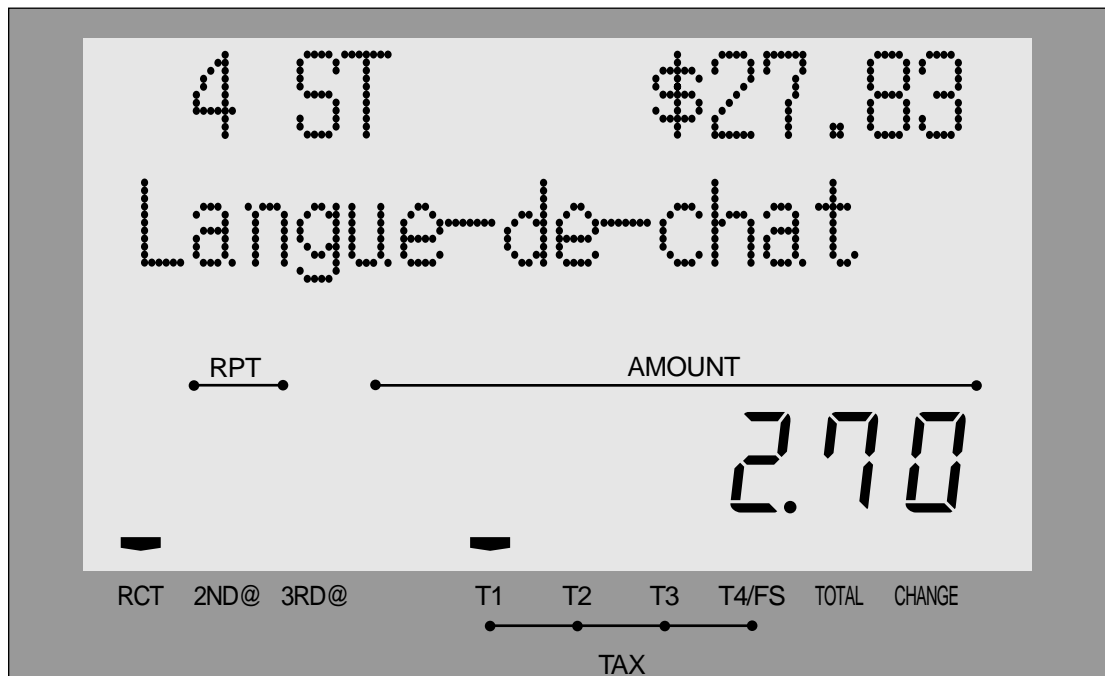 4 ST $27.83
Langue-de-chat
RPT AMOUNT
2.70
RCT 2ND@ 3RD@ T1 T2 T3 T4/FS TOTAL CHANGE
TAX